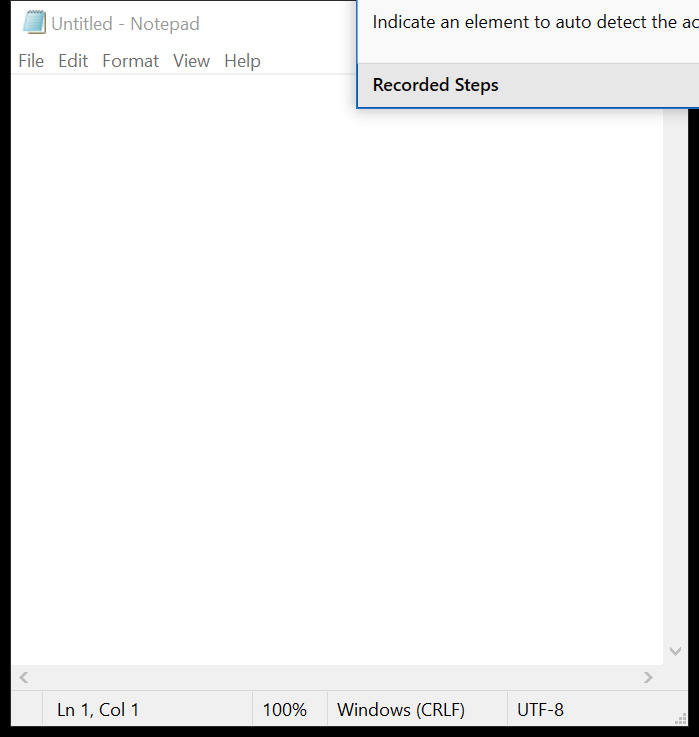 Untitled - Notepad
Indicate an element to auto detect the ac
File Edit Format View Help
Recorded Steps
Ln 1, Col 1 100% Windows (CRLF) UTF-8